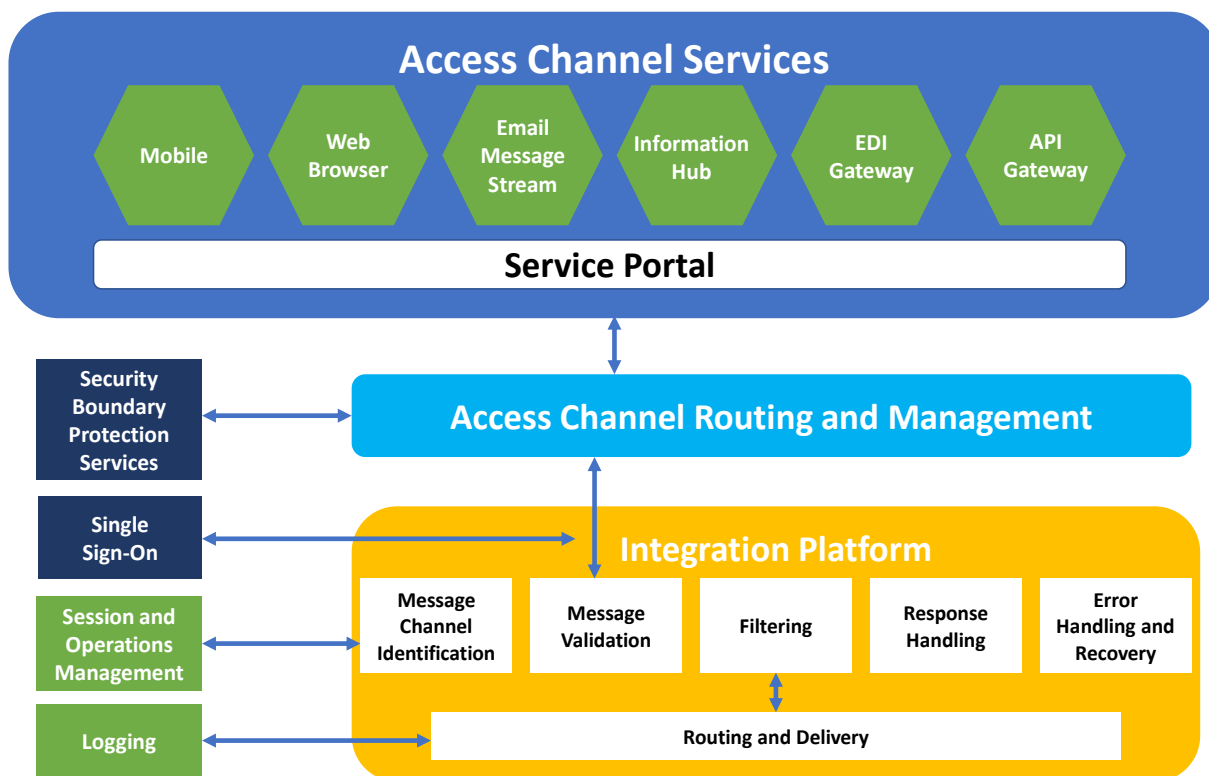 Access Channel Services
Mobile
Web
Browser
Email
Message
Stream
Information
Hub
EDI
Gateway
API
Gateway
Service Portal
Security
Boundary
Protection
Services
Access Channel Routing and Management
Single
Sign-On
Integration Platform
Session and
Operations
Management
Message
Channel
Identification
Message
Validation
Filtering
Response
Handling
Error
Handling and
Recovery
Logging
Routing and Delivery